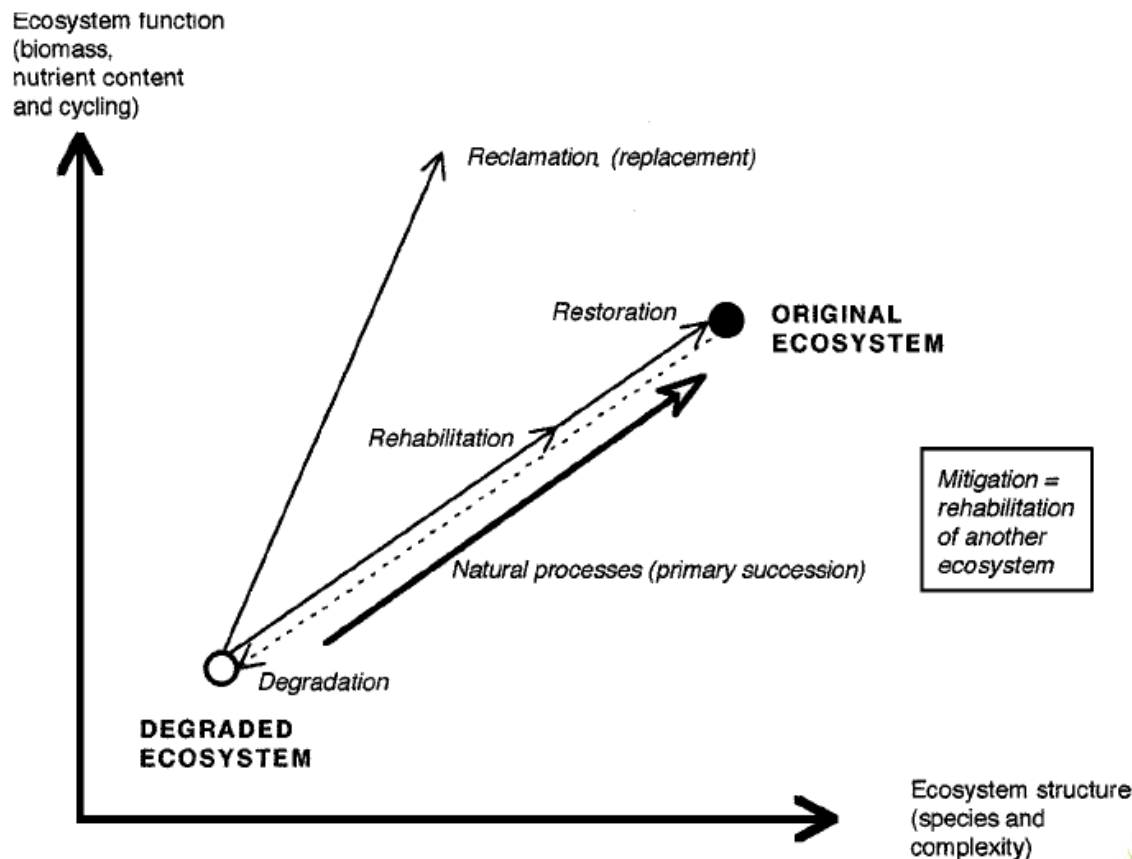 Ecosystem function
(biomass,
nutrient content
and cycling)
Reclamation, (replacement)
Restoration
ORIGINAL
ECOSYSTEM
Rehabilitation
Mitigation =
rehabilitation
of another
ecosystem
Natural processes (primary succession)
Degradation
DEGRADED
ECOSYSTEM
Ecosystem structure
(species and
complexity)